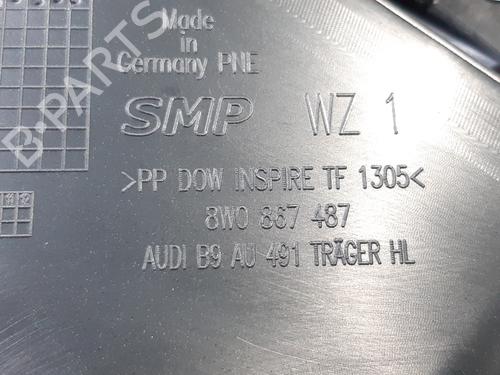 Made
in
Germany PNE
SMP WZ 1
>PP DOW INSPIRE TF 1305<
8W0 867 487
AUDI B9 AU 491 TRÄGER HL
B-PARTS